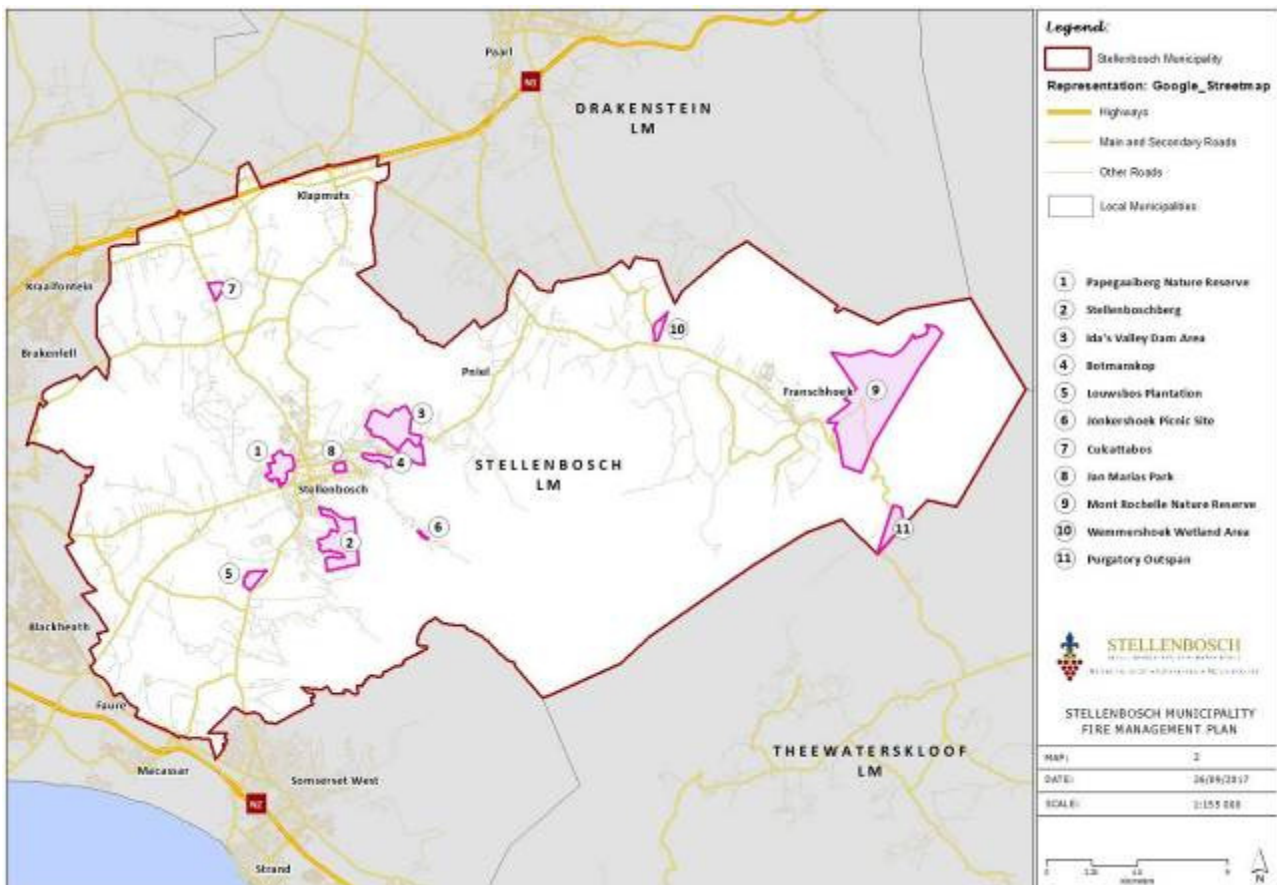 Paarl
N1
DRAKENSTEIN
LM
Klapmuts
Kraaifontein
7
Brakenfell
10
Pniel
Franschhoek
9
3
1
8
4
STELLENBOSCH
LM
Stellenbosch
6
11
2
5
Blackheath
Faure
THEEWATERSKLOOF
LM
Macassar
Somserset West
N2
Strand
Legend:
Stellenbosch Municipality
Representation: Google_Streetmap
Highways
Main and Secondary Roads
Other Roads
Local Municipalities
1 Papegaaiberg Nature Reserve
2 Stellenboschberg
3 Ida's Valley Dam Area
4 Botmanskop
5 Louwsbos Plantation
6 Jonkershoek Picnic Site
7 Cukattabos
8 Jan Marias Park
9 Mont Rochelle Nature Reserve
10 Wemmershoek Wetland Area
11 Purgatory Outspan
STELLENBOSCH
STELLENBOSCH MUNICIPALITY
FIRE MANAGEMENT PLAN
MAP: 2
DATE: 26/09/2017
SCALE:
N